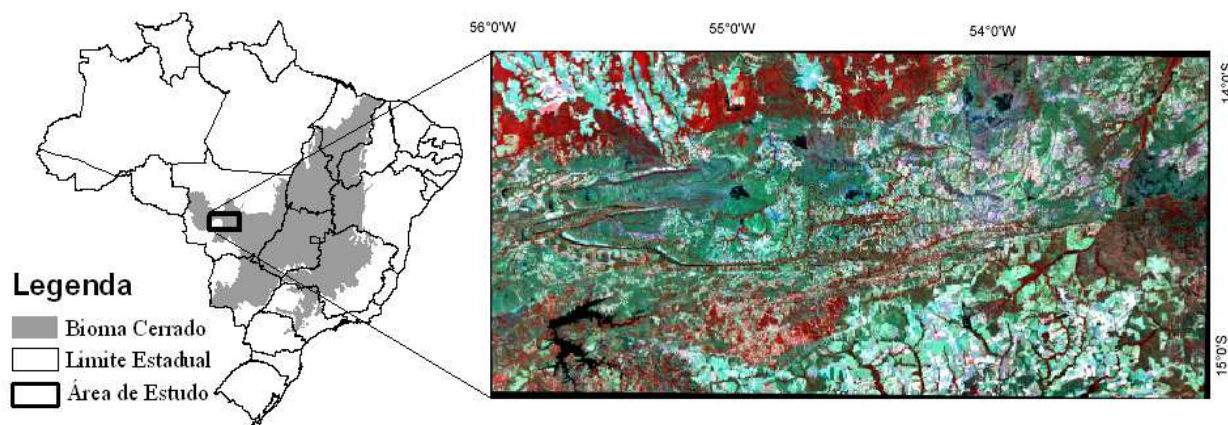 56°0'W
55°0'W
54°0'W
14°0'S
15°0'S
Legenda
Bioma Cerrado
Limite Estadual
Área de Estudo